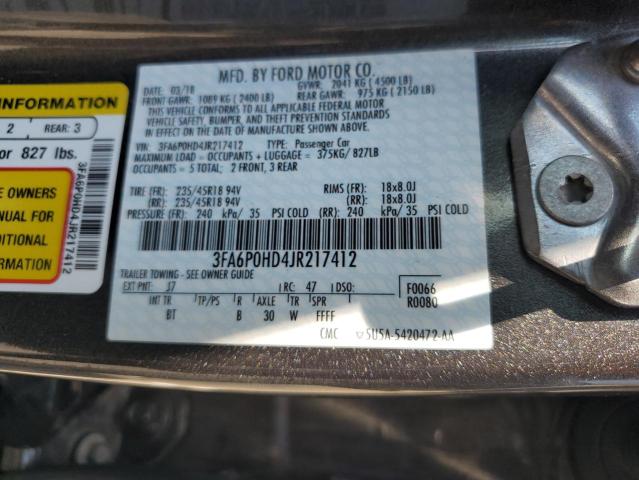 MFD. BY FORD MOTOR CO.
DATE: 03/18 GVWR: 2041 KG ( 4500 LB)
FRONT GAWR: 1089 KG ( 2400 LB) REAR GAWR: 975 KG ( 2150 LB)
THIS VEHICLE CONFORMS TO ALL APPLICABLE FEDERAL MOTOR
VEHICLE SAFETY, BUMPER, AND THEFT PREVENTION STANDARDS
IN EFFECT ON THE DATE OF MANUFACTURE SHOWN ABOVE.
VIN: 3FA6P0HD4JR217412 TYPE: Passenger Car
MAXIMUM LOAD = OCCUPANTS + LUGGAGE = 375KG/ 827LB
OCCUPANTS = 5 TOTAL; 2 FRONT, 3 REAR
TIRE (FR): 235/45R18 94V RIMS (FR): 18x8.0J
(RR): 235/45R18 94V (RR): 18x8.0J
PRESSURE (FR): 240 kPa/ 35 PSI COLD (RR): 240 kPa/ 35 PSI COLD
3FA6P0HD4JR217412
TRAILER TOWING - SEE OWNER GUIDE
EXT PNT: J7 RC: 47 DSO: F0066
R0080
INT TR TP/PS R AXLE TR SPR
BT B 30 W FFFF
CMC 5U5A-5420472-AA
INFORMATION
2 REAR: 3
or 827 lbs.
E OWNERS
NUAL FOR
DITIONAL
RMATION
3FA6P0HD4JR217412